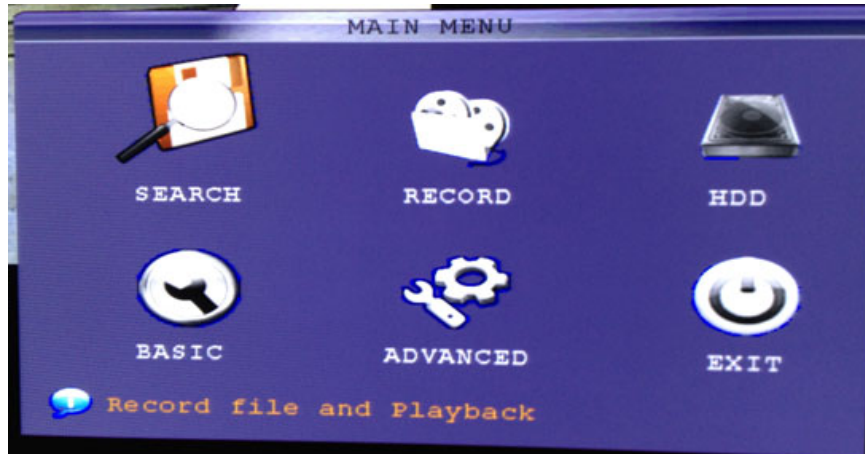 MAIN MENU
SEARCH RECORD HDD
BASIC ADVANCED EXIT
Record file and Playback